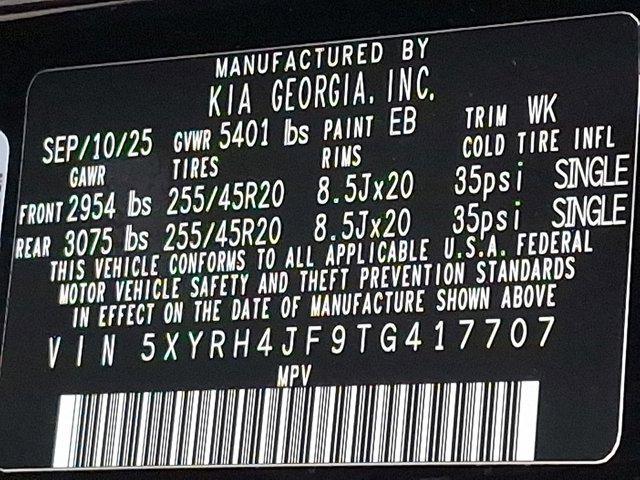 MANUFACTURED BY
KIA GEORGIA. INC.
SEP/10/25 GVWR 5401 lbs PAINT EB TRIM WK
GAWR TIRES RIMS COLD TIRE INFL
FRONT 2954 lbs 255/45R20 8.5Jx20 35psi SINGLE
REAR 3075 lbs 255/45R20 8.5Jx20 35psi SINGLE
THIS VEHICLE CONFORMS TO ALL APPLICABLE U.S.A. FEDERAL
MOTOR VEHICLE SAFETY AND THEFT PREVENTION STANDARDS
IN EFFECT ON THE DATE OF MANUFACTURE SHOWN ABOVE
VIN 5XYRH4JF9TG417707
MPV